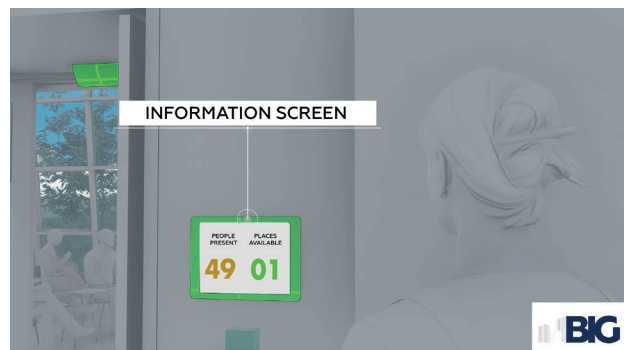 INFORMATION SCREEN
PEOPLE PRESENT
PLACES AVAILABLE
49 01
BIG